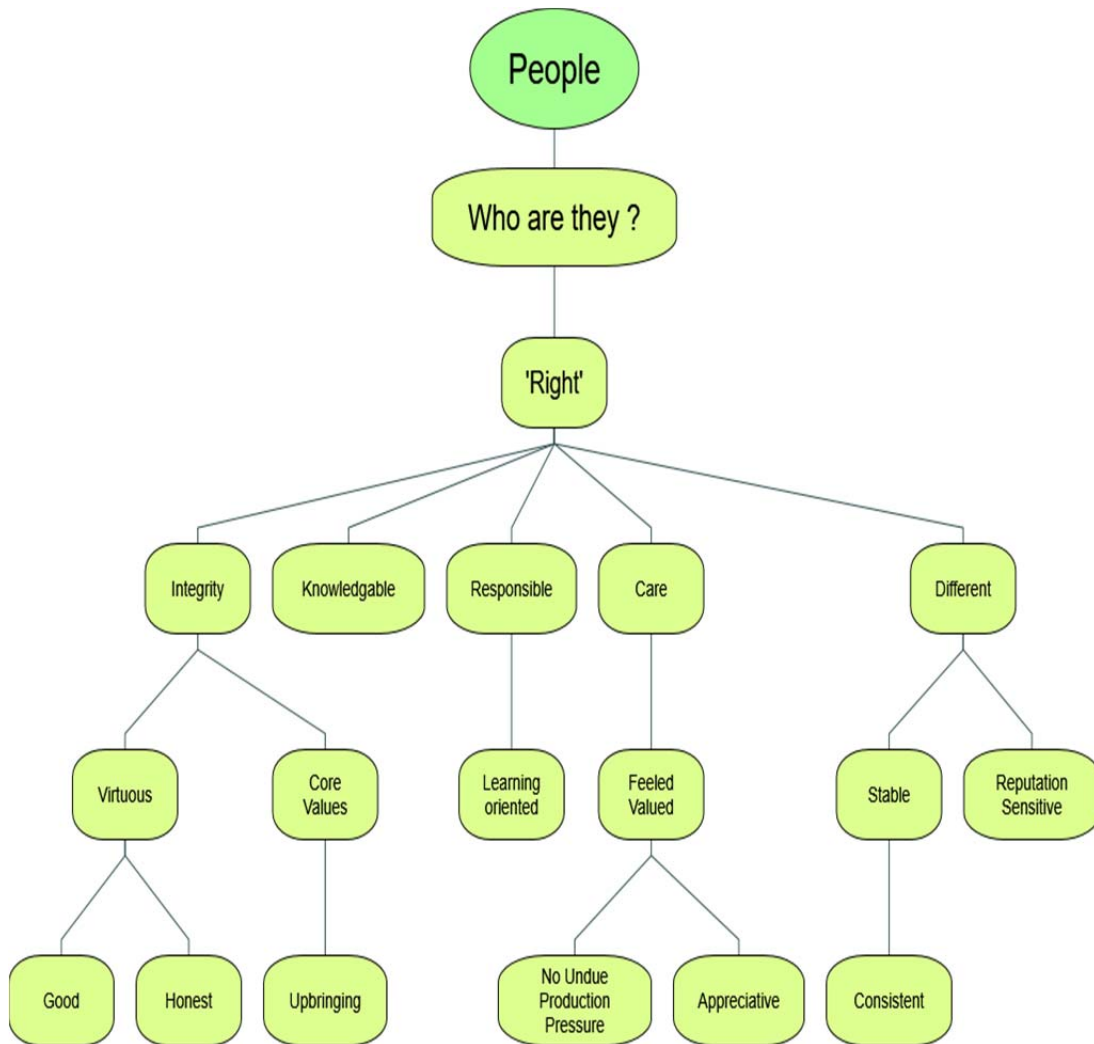 People
Who are they ?
'Right'
Integrity
Knowledgable
Responsible
Care
Different
Virtuous
Core
Values
Learning
oriented
Feeled
Valued
Stable
Reputation
Sensitive
Good
Honest
Upbringing
No Undue
Production
Pressure
Appreciative
Consistent